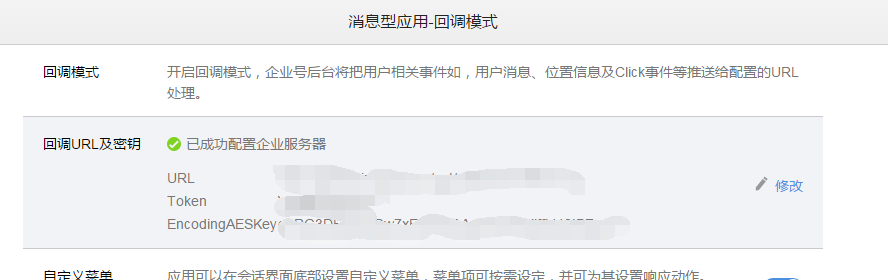 消息型应用-回调模式
回调模式
开启回调模式，企业号后台将把用户相关事件如，用户消息、位置信息及Click事件等推送给配置的URL
处理。
回调URL及密钥
已成功配置企业服务器
URL
Token
修改
EncodingAESKey
自定义菜单
应用可以在会话界面底部设置自定义菜单，菜单项可按需设定，并可为其设置响应动作。